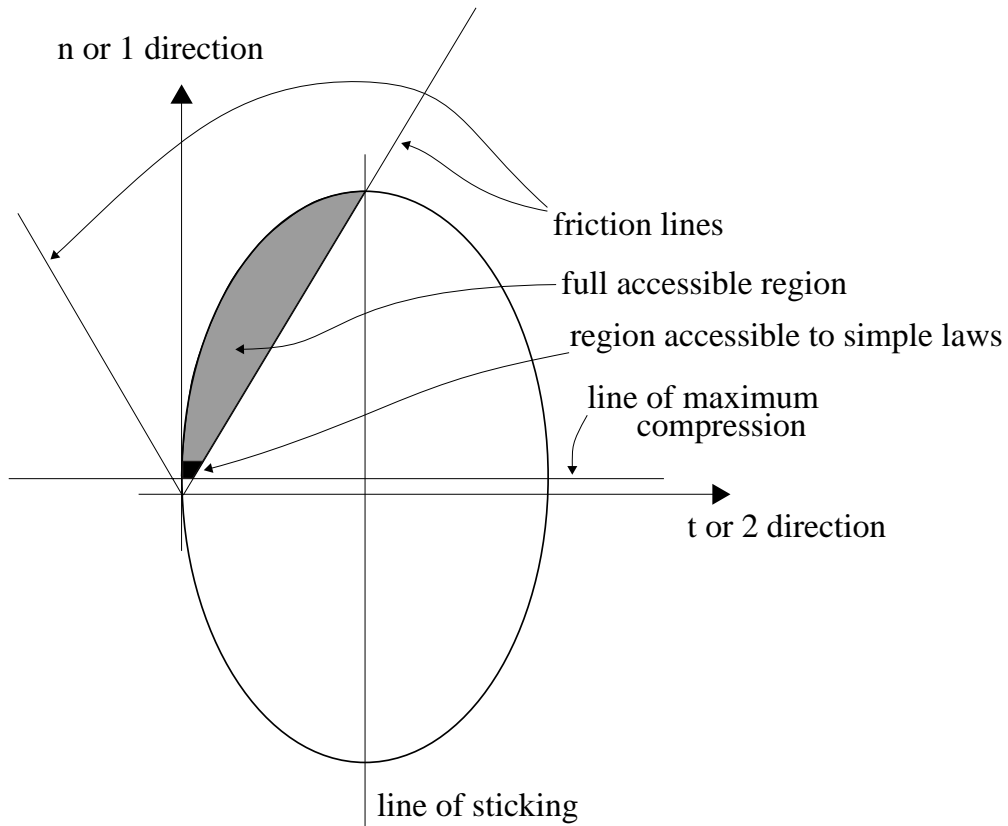 n or 1 direction
friction lines
full accessible region
region accessible to simple laws
line of maximum
compression
t or 2 direction
line of sticking